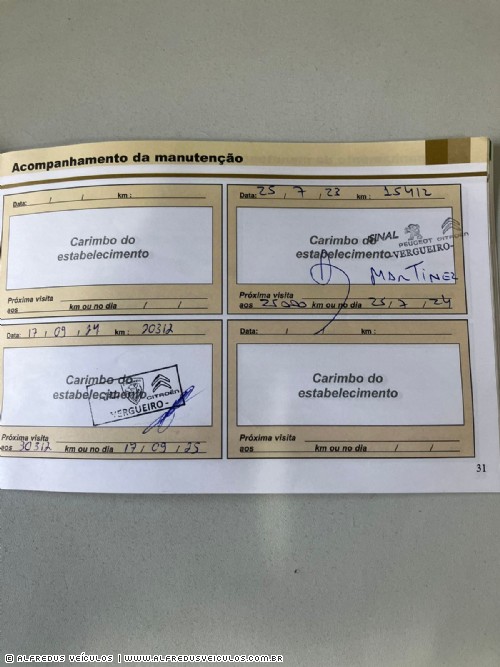 Acompanhamento da manutenção
Data: / / km :
Carimbo do
estabelecimento
Próxima visita
aos km ou no dia / /
Data: 25 / 7 / 23 km : 15412
Carimbo do
estabelecimento
SINAL
PEUGEOT CITROËN
-VERGUEIRO-
MARTINEZ
Próxima visita
aos 25000 km ou no dia 25 / 7 / 24
Data: 17 / 09 / 24 km : 20312
Carimbo do
estabelecimento
CITROËN
VERGUEIRO-
Próxima visita
aos 30312 km ou no dia 17 / 09 / 25
Data: / / km :
Carimbo do
estabelecimento
Próxima visita
aos km ou no dia / /
31
© ALFREDUS VEÍCULOS | WWW.ALFREDUSVEICULOS.COM.BR